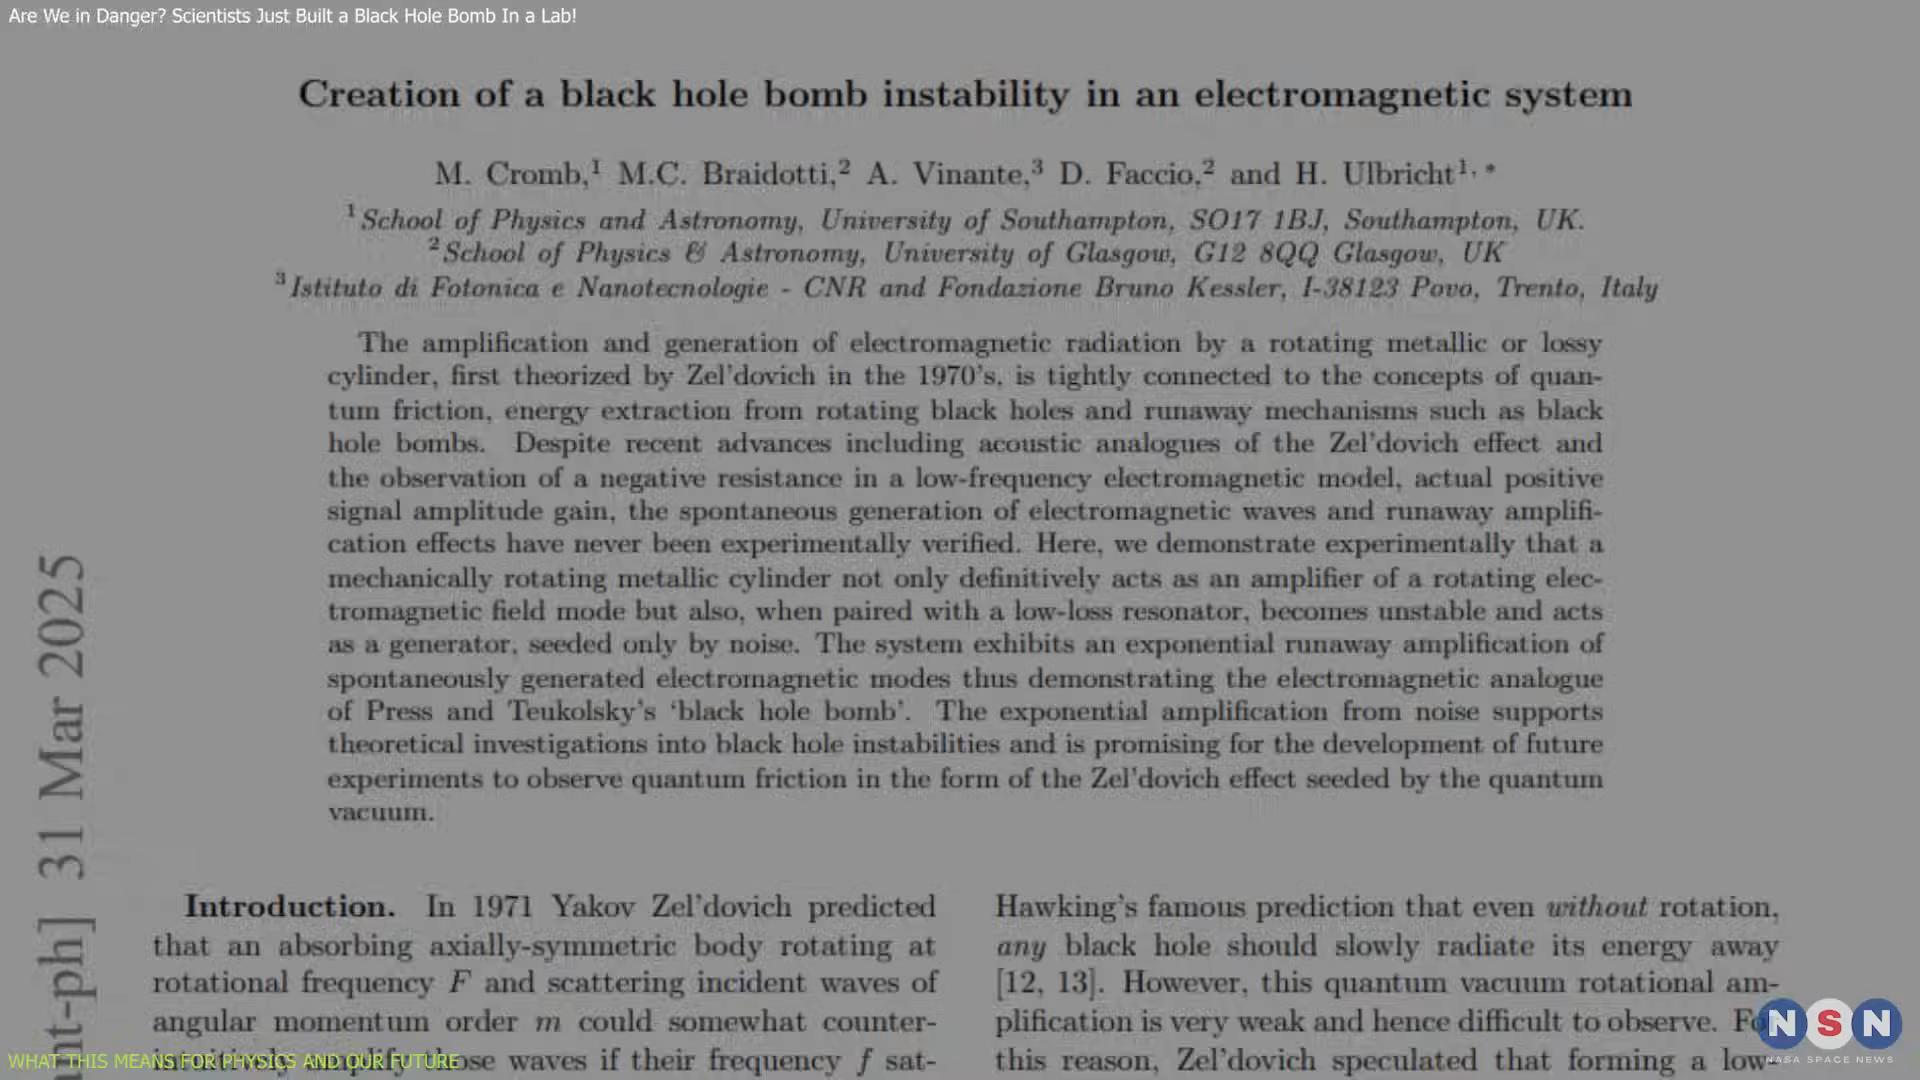 Are We in Danger? Scientists Just Built a Black Hole Bomb In a Lab!
Creation of a black hole bomb instability in an electromagnetic system
M. Cromb,¹ M.C. Braidotti,² A. Vinante,³ D. Faccio,² and H. Ulbricht¹,*
¹School of Physics and Astronomy, University of Southampton, SO17 1BJ, Southampton, UK.
²School of Physics & Astronomy, University of Glasgow, G12 8QQ Glasgow, UK
³Istituto di Fotonica e Nanotecnologie - CNR and Fondazione Bruno Kessler, I-38123 Povo, Trento, Italy
The amplification and generation of electromagnetic radiation by a rotating metallic or lossy
cylinder, first theorized by Zel'dovich in the 1970's, is tightly connected to the concepts of quan-
tum friction, energy extraction from rotating black holes and runaway mechanisms such as black
hole bombs. Despite recent advances including acoustic analogues of the Zel'dovich effect and
the observation of a negative resistance in a low-frequency electromagnetic model, actual positive
signal amplitude gain, the spontaneous generation of electromagnetic waves and runaway amplifi-
cation effects have never been experimentally verified. Here, we demonstrate experimentally that a
mechanically rotating metallic cylinder not only definitively acts as an amplifier of a rotating elec-
tromagnetic field mode but also, when paired with a low-loss resonator, becomes unstable and acts
as a generator, seeded only by noise. The system exhibits an exponential runaway amplification of
spontaneously generated electromagnetic modes thus demonstrating the electromagnetic analogue
of Press and Teukolsky's 'black hole bomb'. The exponential amplification from noise supports
theoretical investigations into black hole instabilities and is promising for the development of future
experiments to observe quantum friction in the form of the Zel'dovich effect seeded by the quantum
vacuum.
ant-ph] 31 Mar 2025
Introduction. In 1971 Yakov Zel'dovich predicted
that an absorbing axially-symmetric body rotating at
rotational frequency F and scattering incident waves of
angular momentum order m could somewhat counter-
those waves if their frequency f sat-
Hawking's famous prediction that even without rotation,
any black hole should slowly radiate its energy away
[12, 13]. However, this quantum vacuum rotational am-
plification is very weak and hence difficult to observe. Fo
this reason, Zel'dovich speculated that forming a low-
WHAT THIS MEANS FOR PHYSICS AND OUR FUTURE
NSN
NASA SPACE NEWS